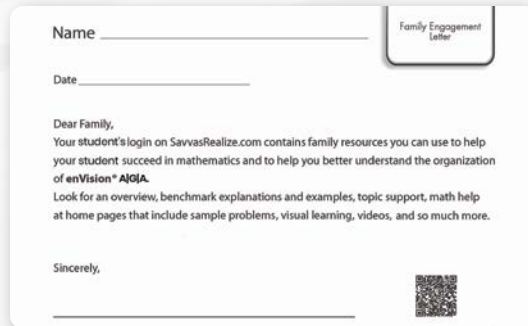 Family Engagement
Letter
Name
Date
Dear Family,
Your student's login on SavvasRealize.com contains family resources you can use to help
your student succeed in mathematics and to help you better understand the organization
of enVision® A|G|A.
Look for an overview, benchmark explanations and examples, topic support, math help
at home pages that include sample problems, visual learning, videos, and so much more.
Sincerely,